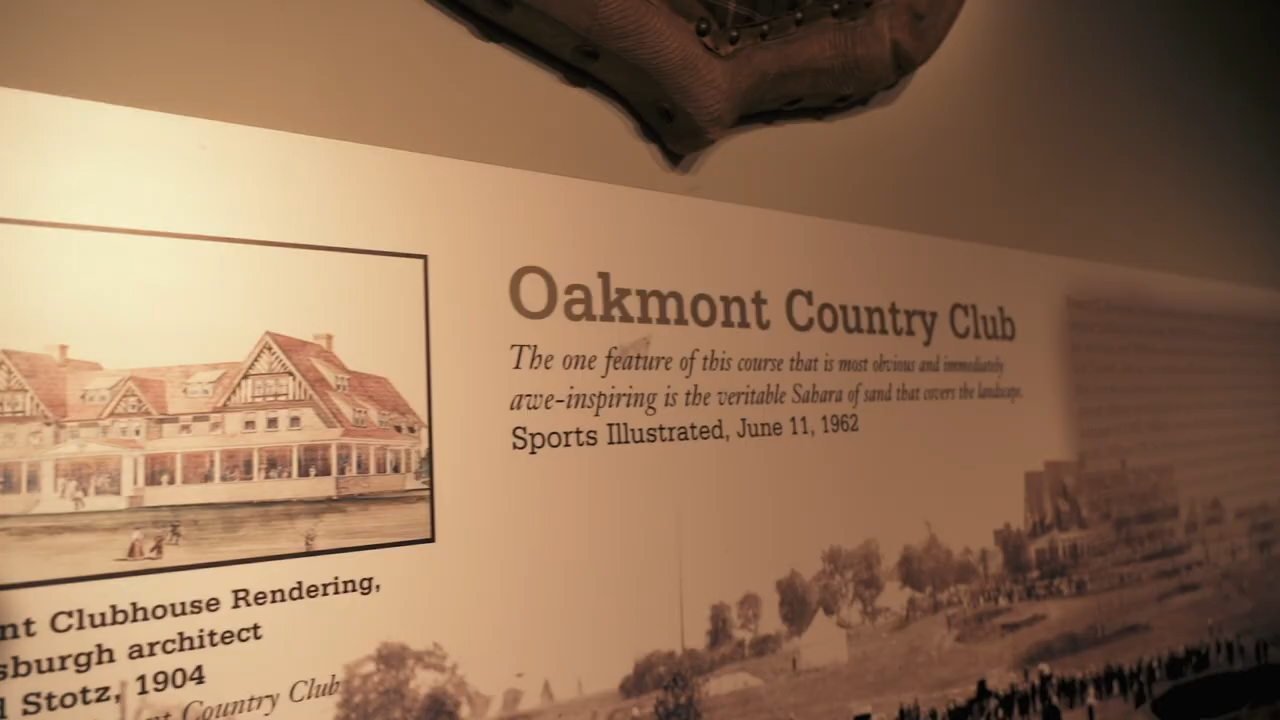 Oakmont Country Club
The one feature of this course that is most obvious and immediately
awe-inspiring is the veritable Sahara of sand that covers the landscape.
Sports Illustrated, June 11, 1962
nt Clubhouse Rendering,
sburgh architect
l Stotz, 1904
nt Country Club